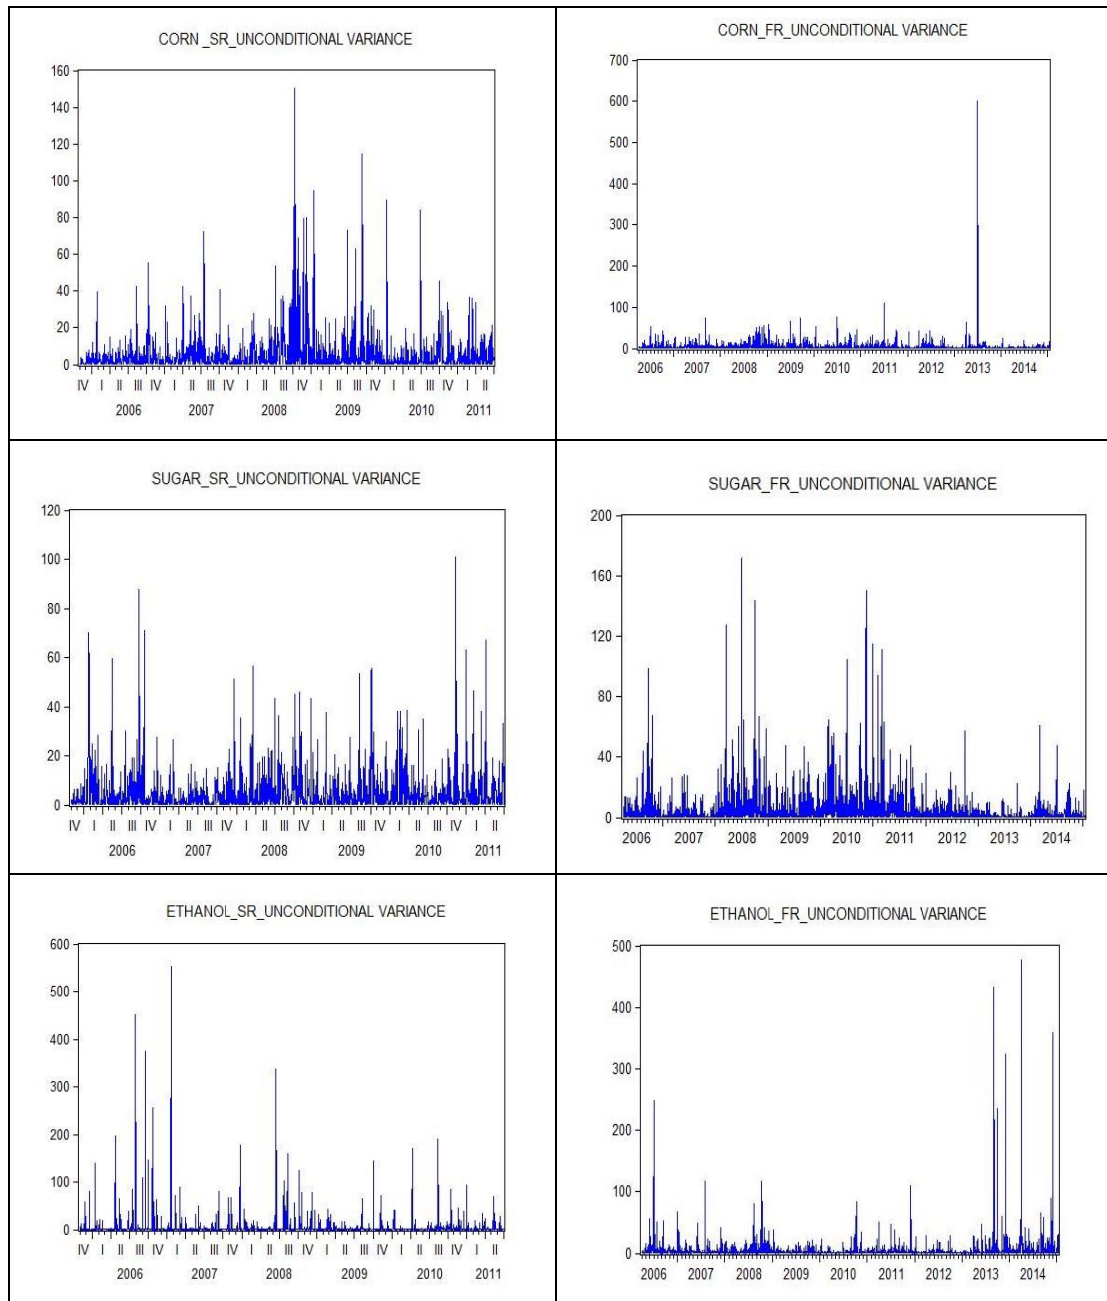 CORN _SR_UNCONDITIONAL VARIANCE
160
140
120
100
80
60
40
20
0
IV I II III IV I II III IV I II III IV I II III IV I II III IV I II
2006 2007 2008 2009 2010 2011
CORN_FR_UNCONDITIONAL VARIANCE
700
600
500
400
300
200
100
0
2006 2007 2008 2009 2010 2011 2012 2013 2014
SUGAR_SR_UNCONDITIONAL VARIANCE
120
100
80
60
40
20
0
IV I II III IV I II III IV I II III IV I II III IV I II III IV I II
2006 2007 2008 2009 2010 2011
SUGAR_FR_UNCONDITIONAL VARIANCE
200
160
120
80
40
0
2006 2007 2008 2009 2010 2011 2012 2013 2014
ETHANOL_SR_UNCONDITIONAL VARIANCE
600
500
400
300
200
100
0
IV I II III IV I II III IV I II III IV I II III IV I II III IV I II
2006 2007 2008 2009 2010 2011
ETHANOL_FR_UNCONDITIONAL VARIANCE
500
400
300
200
100
0
2006 2007 2008 2009 2010 2011 2012 2013 2014